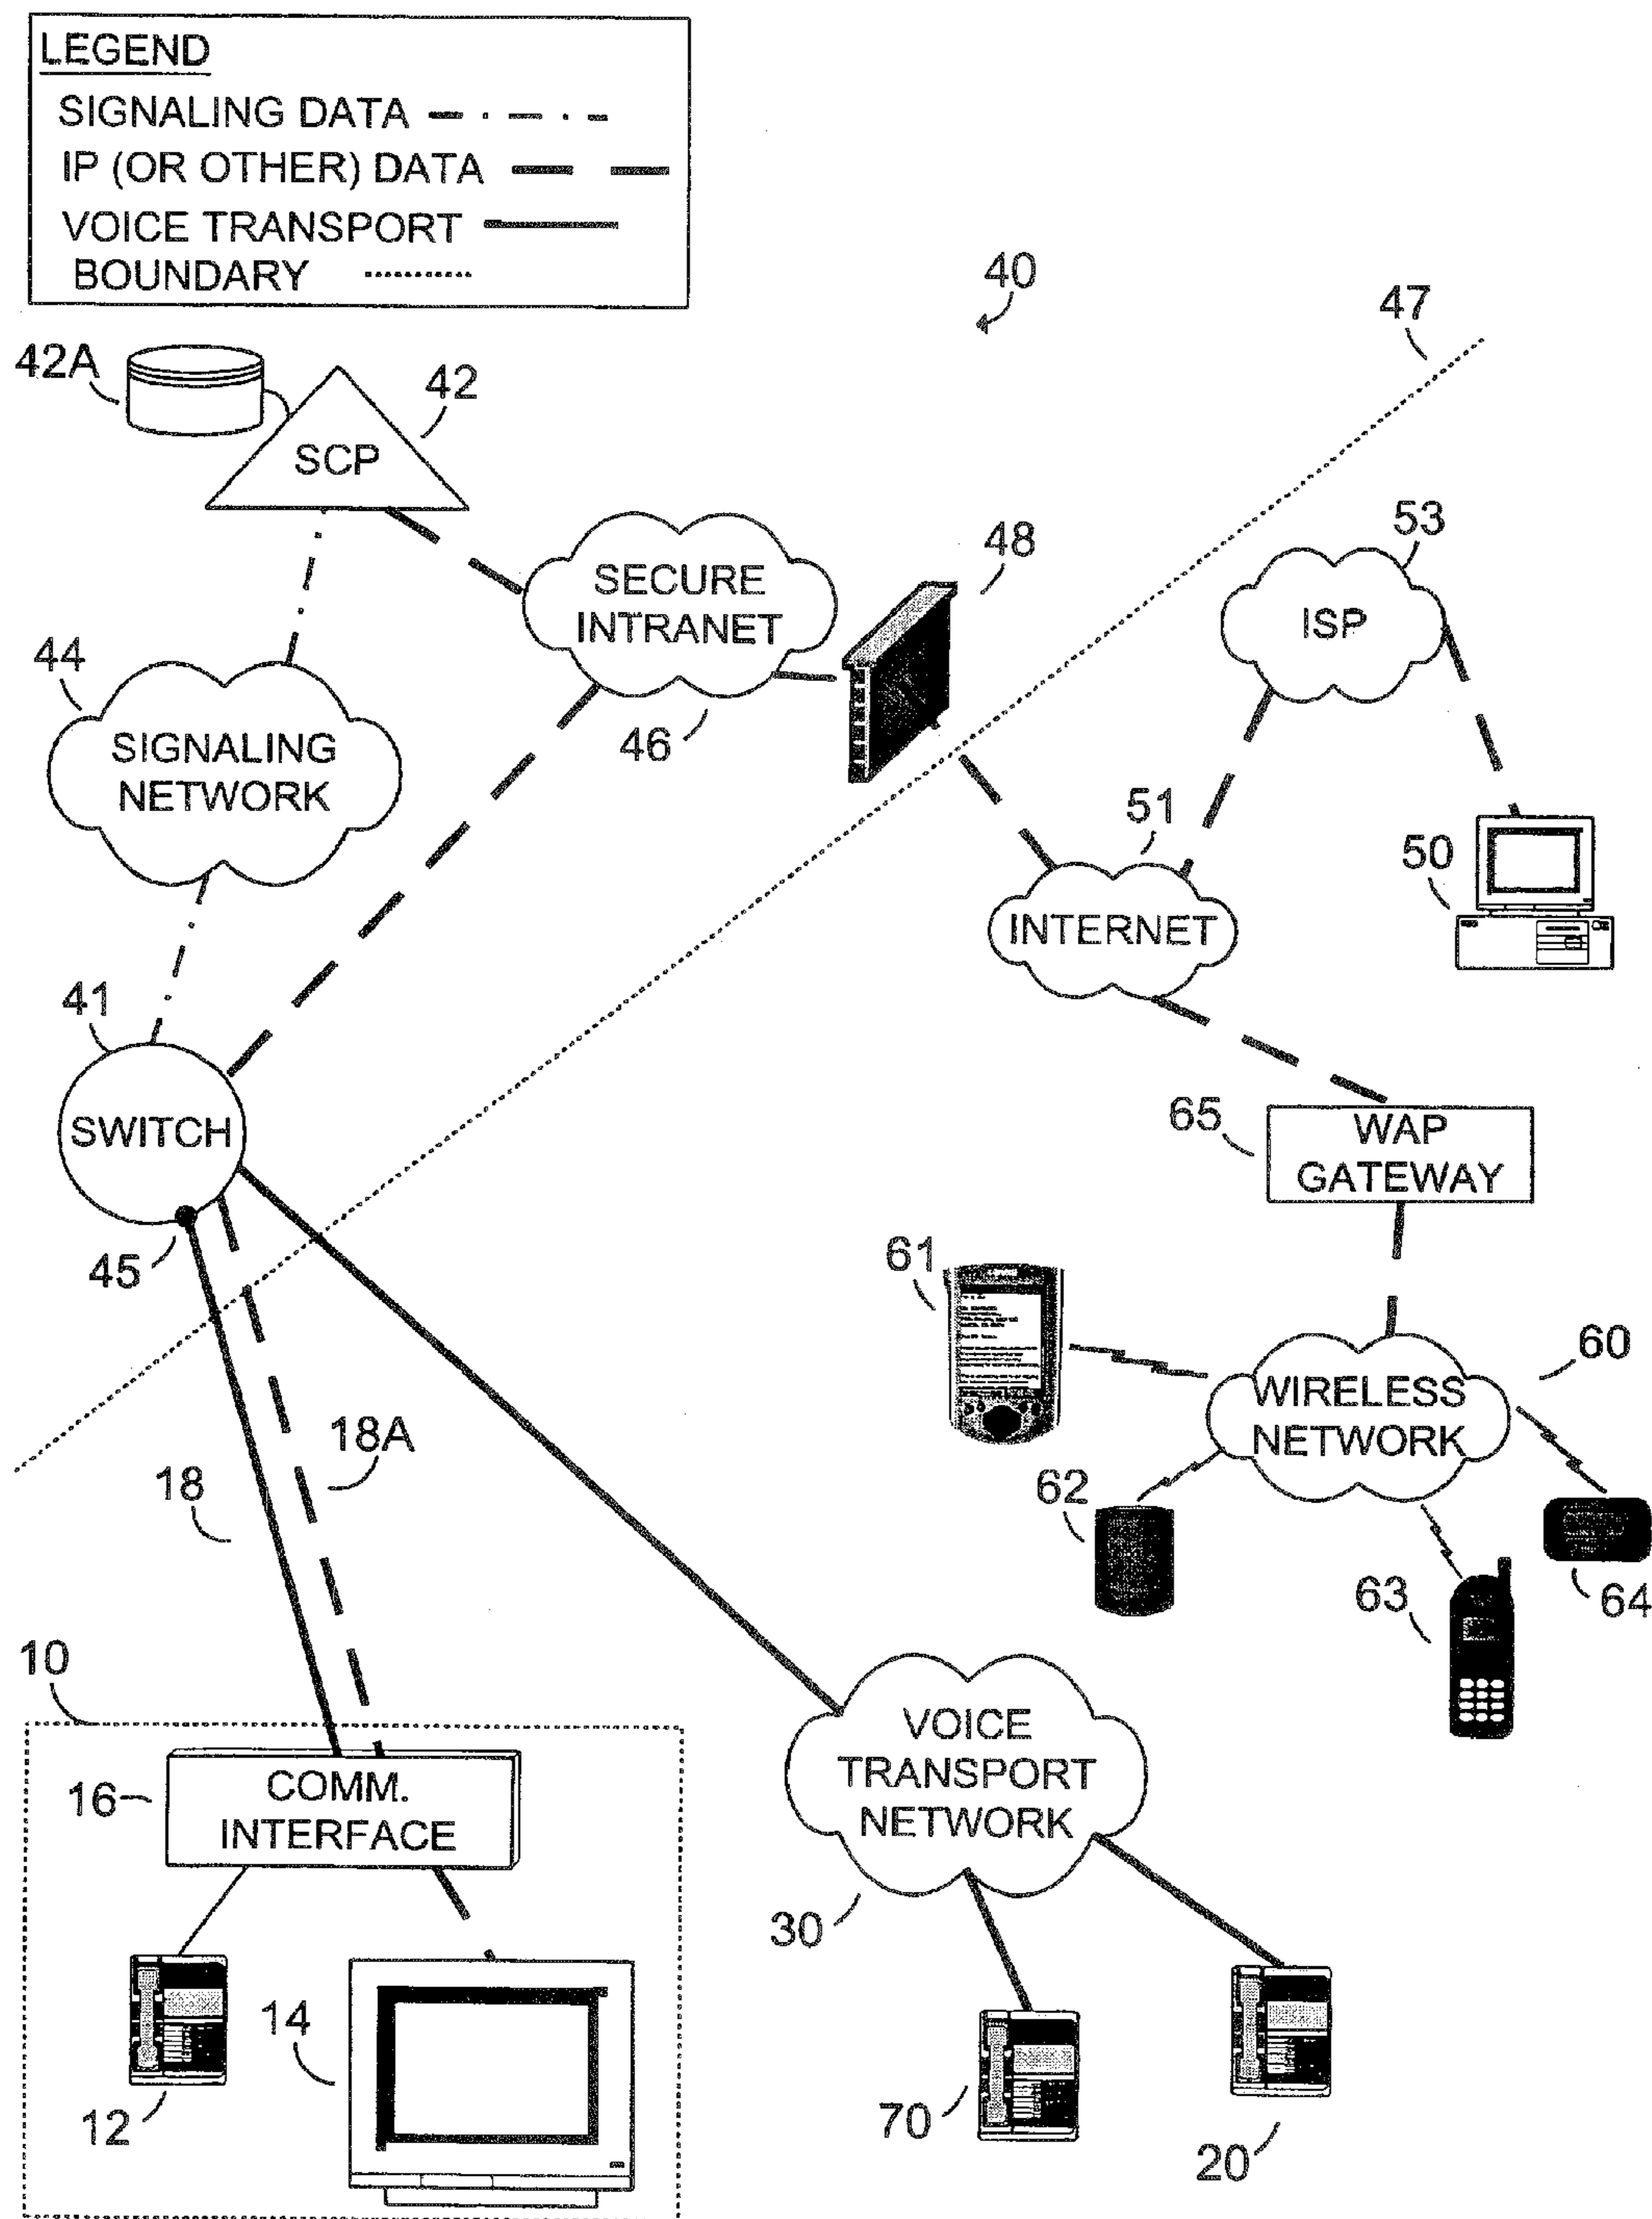 LEGEND
SIGNALING DATA
IP (OR OTHER) DATA
VOICE TRANSPORT
BOUNDARY
40
47
42A
42
SCP
53
48
SECURE
INTRANET
ISP
44
46
SIGNALING
NETWORK
51
50
INTERNET
41
65
WAP
GATEWAY
SWITCH
45
61
60
WIRELESS
NETWORK
18A
18
62
63
64
10
VOICE
TRANSPORT
NETWORK
16
COMM.
INTERFACE
30
14
12
70
20